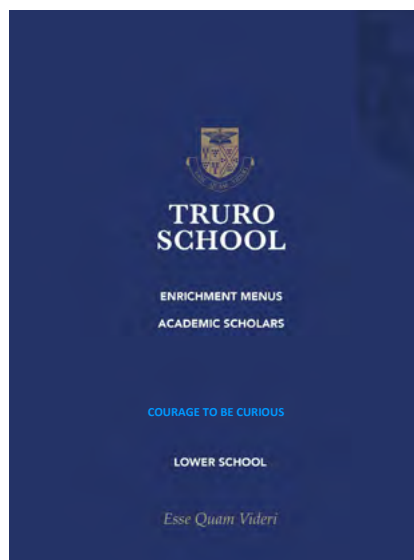 TRURO
SCHOOL
ENRICHMENT MENUS
ACADEMIC SCHOLARS
COURAGE TO BE CURIOUS
LOWER SCHOOL
Esse Quam Videri